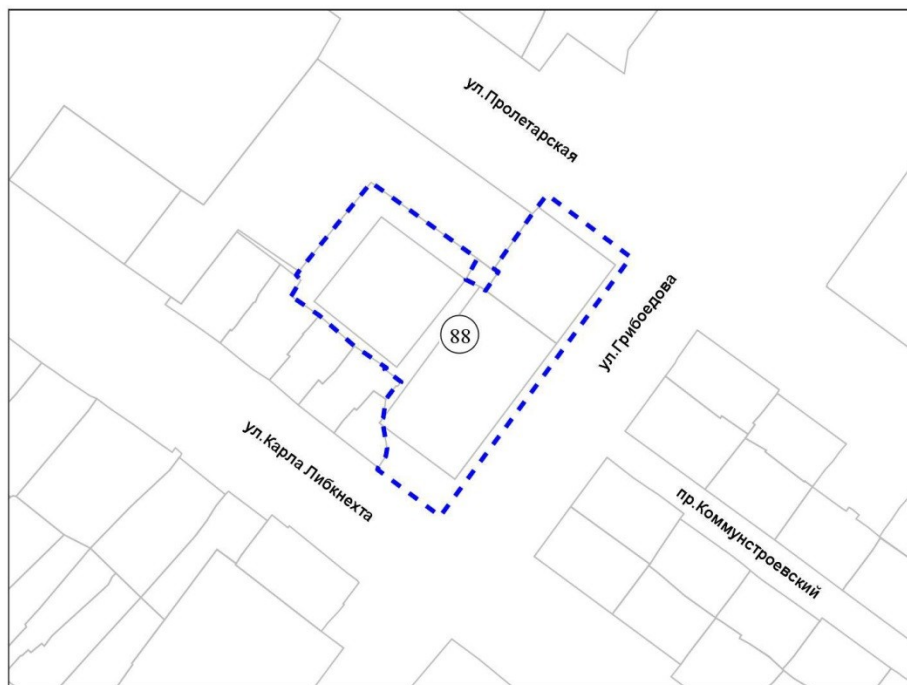 ул.Пролетарская
ул.Грибоедова
88
ул.Карла Либкнехта
пр.Коммунстроевский